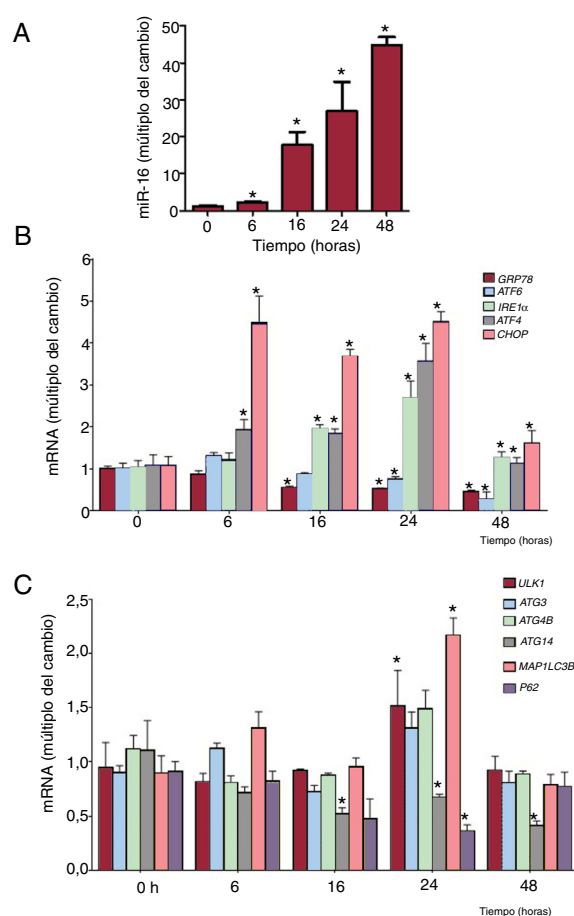 A
miR-16 (múltiplo del cambio)
50
40
30
20
10
0
* * * *
0 6 16 24 48
Tiempo (horas)
B
mRNA (múltiplo del cambio)
6
5
4
3
2
1
0
GRP78
ATF6
IRE1α
ATF4
CHOP
* * * * * * * * * * * * * * * *
0 6 16 24 48
Tiempo (horas)
C
mRNA (múltiplo del cambio)
2,5
2,0
1,5
1,0
0,5
0,0
ULK1
ATG3
ATG4B
ATG14
MAP1LC3B
P62
* * * * * *
0 h 6 16 24 48
Tiempo (horas)